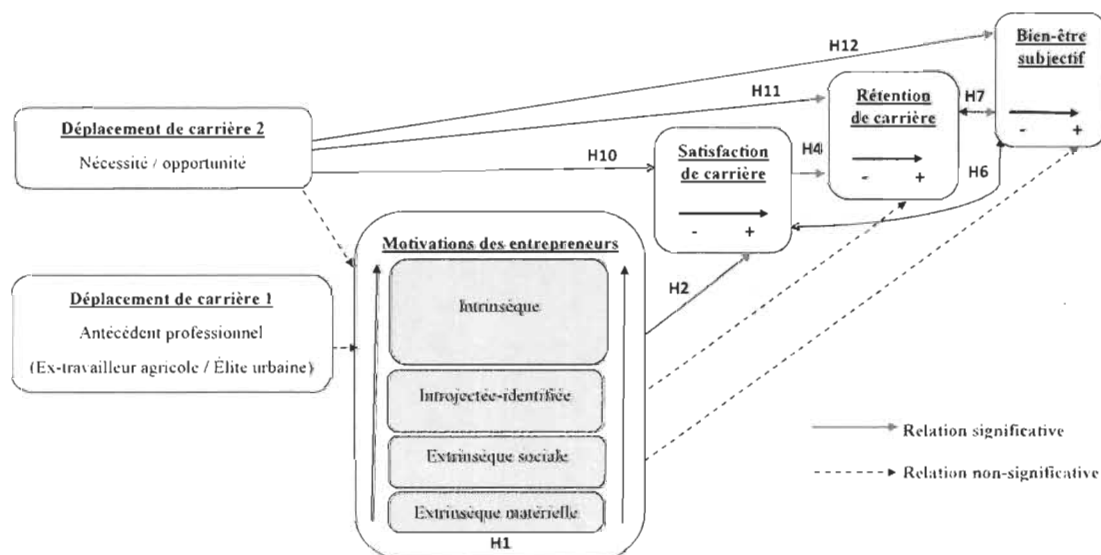 H12
Bien-être
subjectif
- +
H11
Rétention
de carrière
- +
H7
Déplacement de carrière 2
Nécessité / opportunité
H10
Satisfaction
de carrière
- +
H4
H6
Motivations des entrepreneurs
Intrinsèque
Introjectée-identifiée
Extrinsèque sociale
Extrinsèque matérielle
H1
H2
Déplacement de carrière 1
Antécédent professionnel
(Ex-travailleur agricole / Élite urbaine)
Relation significative
Relation non-significative